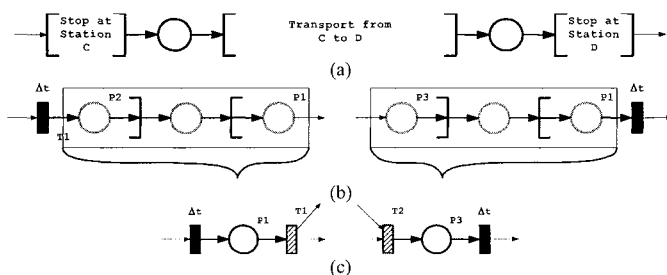 Stop at
Station
C
Transport from
C to D
Stop at
Station
D
(a)
Δt
P2
P1
P3
P1
Δt
T1
(b)
Δt
P1
T1
T2
P3
Δt
(c)